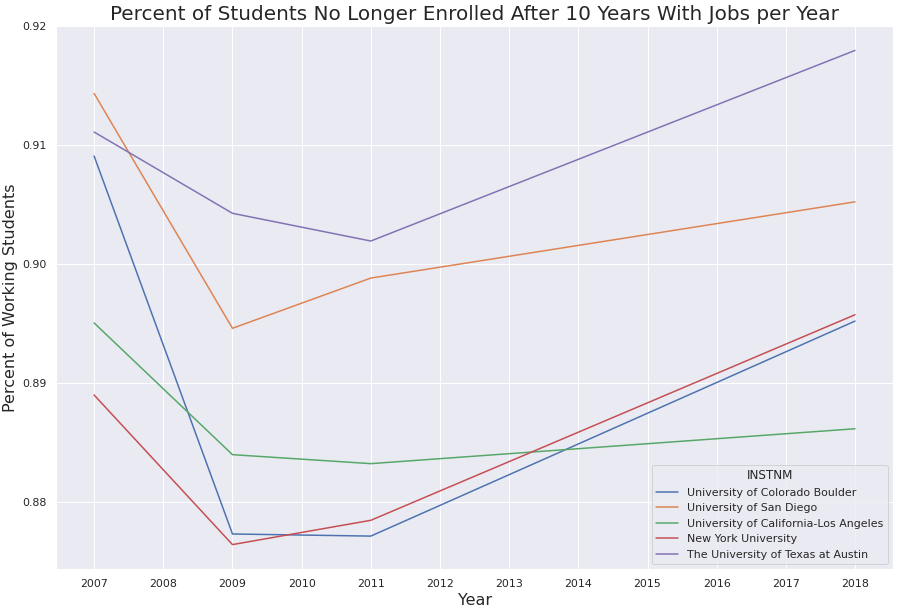 Percent of Students No Longer Enrolled After 10 Years With Jobs per Year
Percent of Working Students
0.92
0.91
0.90
0.89
0.88
INSTNM
University of Colorado Boulder
University of San Diego
University of California-Los Angeles
New York University
The University of Texas at Austin
2007 2008 2009 2010 2011 2012 2013 2014 2015 2016 2017 2018
Year